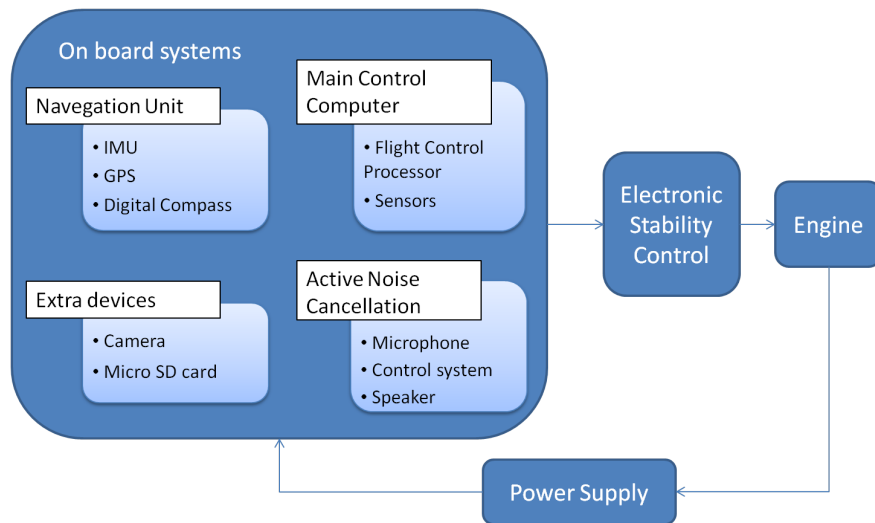 On board systems
Navegation Unit
• IMU
• GPS
• Digital Compass
Main Control
Computer
• Flight Control
Processor
• Sensors
Extra devices
• Camera
• Micro SD card
Active Noise
Cancellation
• Microphone
• Control system
• Speaker
Electronic
Stability
Control
Engine
Power Supply